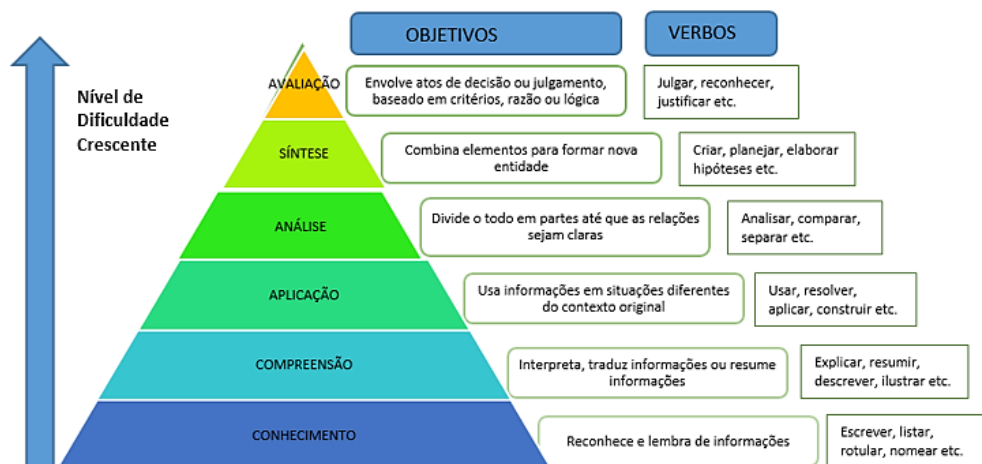 OBJETIVOS
VERBOS
Nível de
Dificuldade
Crescente
AVALIAÇÃO
Envolve atos de decisão ou julgamento,
baseado em critérios, razão ou lógica
Julgar, reconhecer,
justificar etc.
SÍNTESE
Combina elementos para formar nova
entidade
Criar, planejar, elaborar
hipóteses etc.
ANÁLISE
Divide o todo em partes até que as relações
sejam claras
Analisar, comparar,
separar etc.
APLICAÇÃO
Usa informações em situações diferentes
do contexto original
Usar, resolver,
aplicar, construir etc.
COMPREENSÃO
Interpreta, traduz informações ou resume
informações
Explicar, resumir,
descrever, ilustrar etc.
CONHECIMENTO
Reconhece e lembra de informações
Escrever, listar,
rotular, nomear etc.